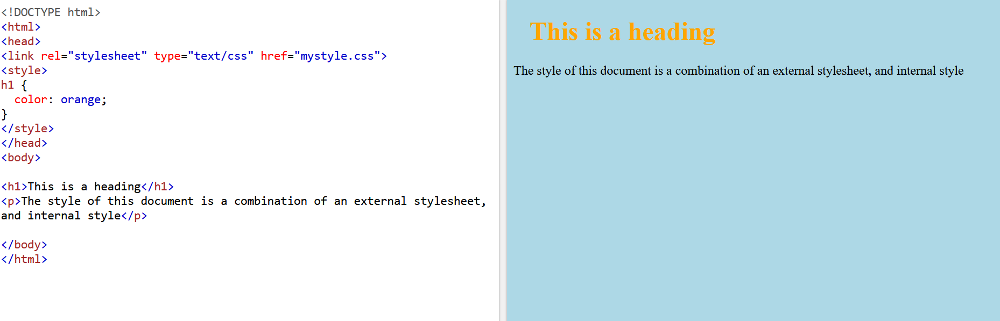 <!DOCTYPE html>
<html>
<head>
<link rel="stylesheet" type="text/css" href="mystyle.css">
<style>
h1 {
  color: orange;
}
</style>
</head>
<body>
<h1>This is a heading</h1>
<p>The style of this document is a combination of an external stylesheet,
and internal style</p>
</body>
</html>
This is a heading
The style of this document is a combination of an external stylesheet, and internal style